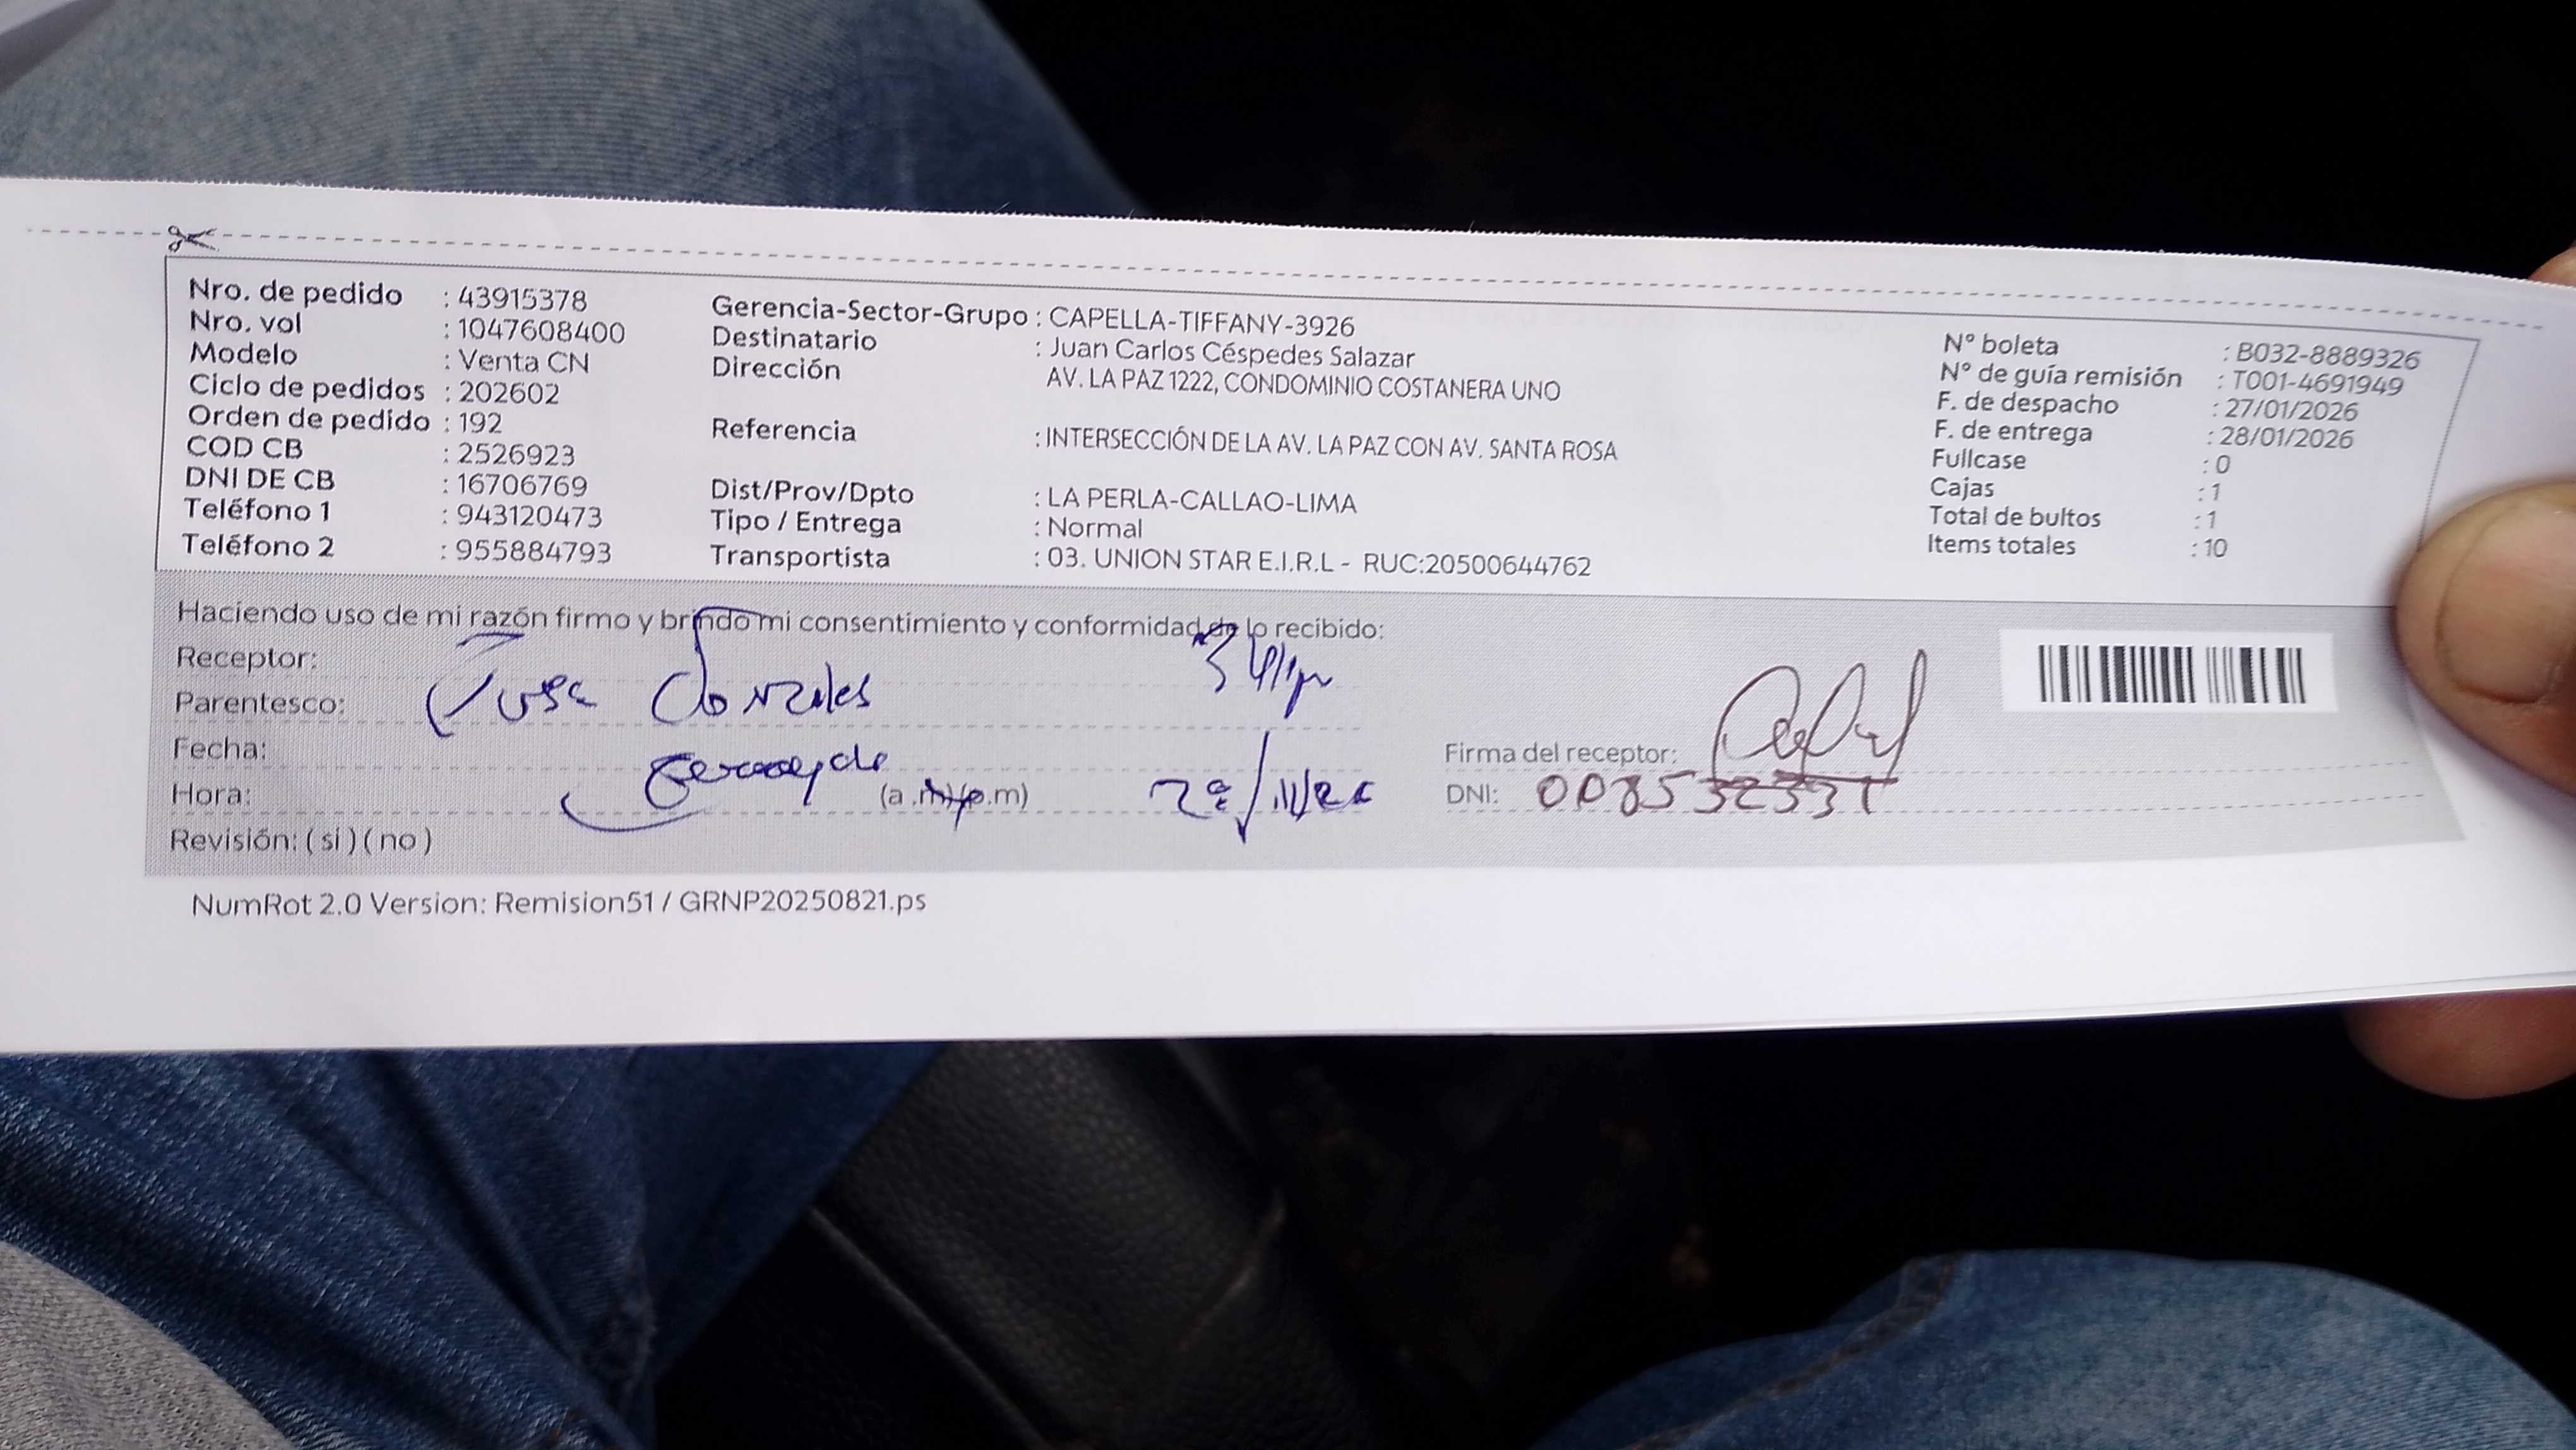 Nro. de pedido : 43915378
Nro. vol : 1047608400
Modelo : Venta CN
Ciclo de pedidos : 202602
Orden de pedido : 192
COD CB : 2526923
DNI DE CB : 16706769
Teléfono 1 : 943120473
Teléfono 2 : 955884793
Gerencia-Sector-Grupo : CAPELLA-TIFFANY-3926
Destinatario : Juan Carlos Céspedes Salazar
Dirección AV. LA PAZ 1222, CONDOMINIO COSTANERA UNO
Referencia : INTERSECCIÓN DE LA AV. LA PAZ CON AV. SANTA ROSA
Dist/Prov/Dpto : LA PERLA-CALLAO-LIMA
Tipo / Entrega : Normal
Transportista : 03. UNION STAR E.I.R.L - RUC:20500644762
N° boleta : B032-8889326
N° de guía remisión : T001-4691949
F. de despacho : 27/01/2026
F. de entrega : 28/01/2026
Fullcase : 0
Cajas : 1
Total de bultos : 1
Items totales : 10
Haciendo uso de mi razón firmo y brindo mi consentimiento y conformidad de lo recibido:
Receptor:
Parentesco: Gonzales
Fecha:
Hora: (a.m)(p.m)
Revisión: ( si ) ( no )
Firma del receptor:
DNI:
NumRot 2.0 Version: Remision51 / GRNP20250821.ps